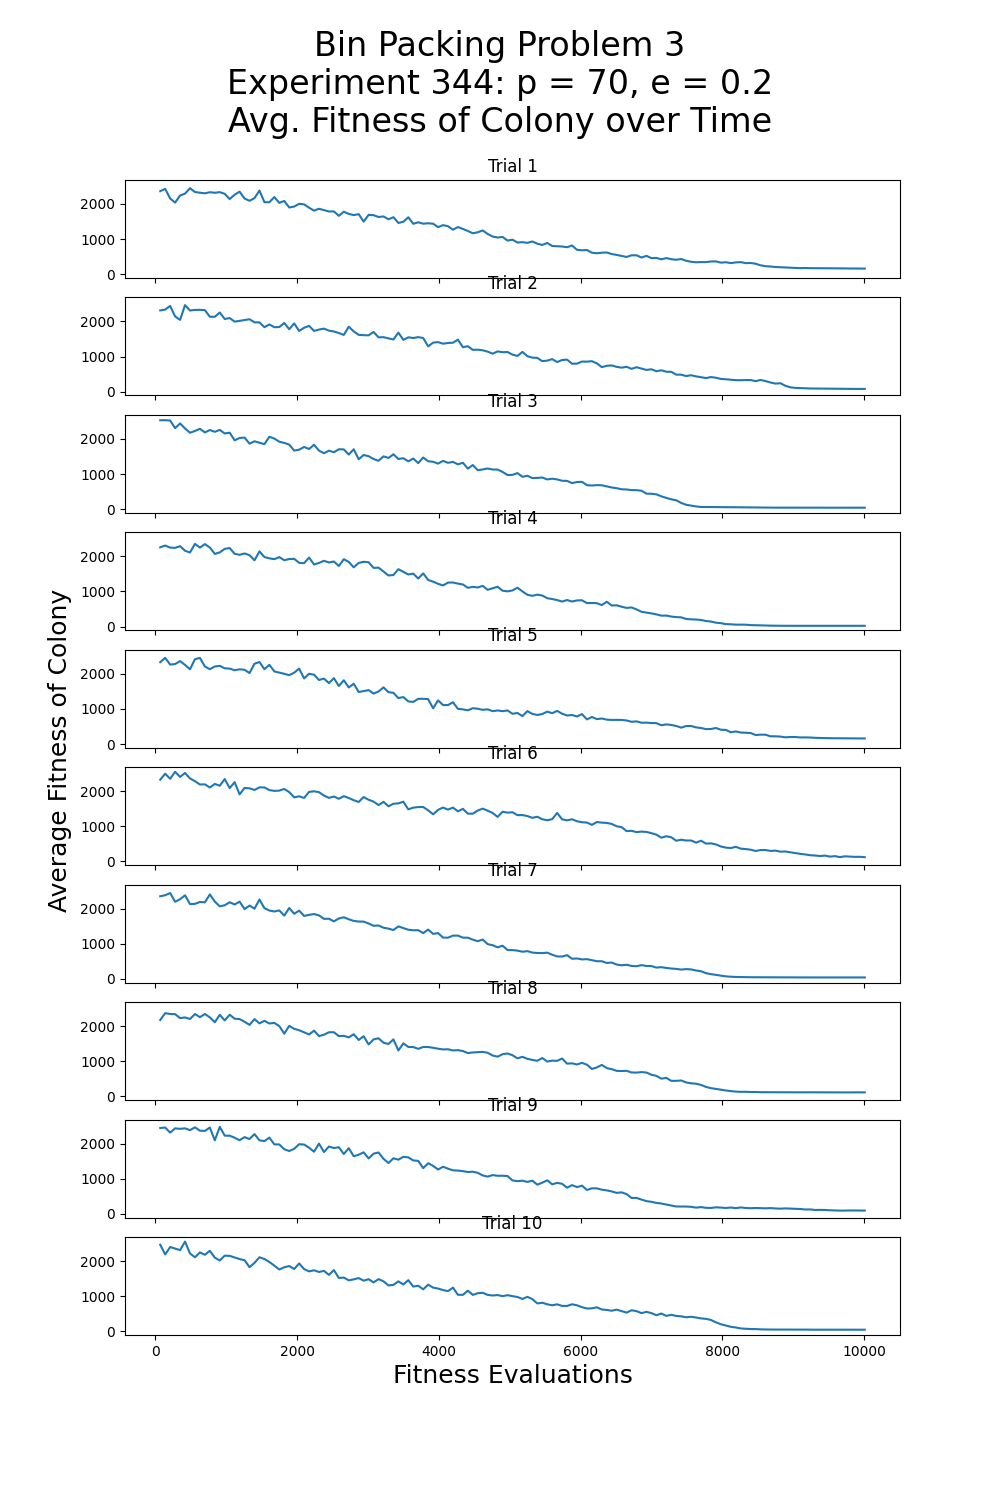 Bin Packing Problem 3
Experiment 344: p = 70, e = 0.2
Avg. Fitness of Colony over Time
Average Fitness of Colony
Trial 1
2000
1000
0
Trial 2
2000
1000
0
Trial 3
2000
1000
0
Trial 4
2000
1000
0
Trial 5
2000
1000
0
Trial 6
2000
1000
0
Trial 7
2000
1000
0
Trial 8
2000
1000
0
Trial 9
2000
1000
0
Trial 10
2000
1000
0
0 2000 4000 6000 8000 10000
Fitness Evaluations